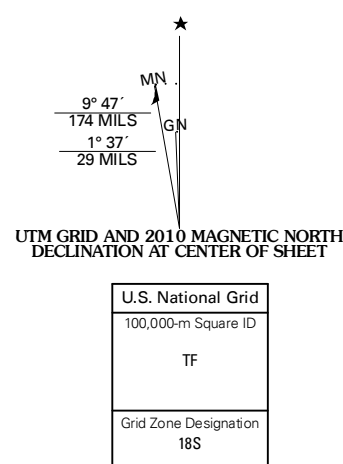 ★
MN
9° 47´
174 MILS
GN
1° 37´
29 MILS
UTM GRID AND 2010 MAGNETIC NORTH
DECLINATION AT CENTER OF SHEET
U.S. National Grid
100,000-m Square ID
TF
Grid Zone Designation
18S